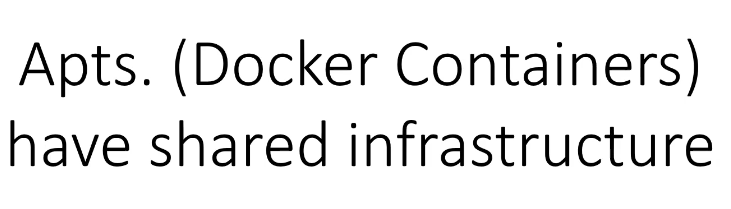 Apts. (Docker Containers)
have shared infrastructure